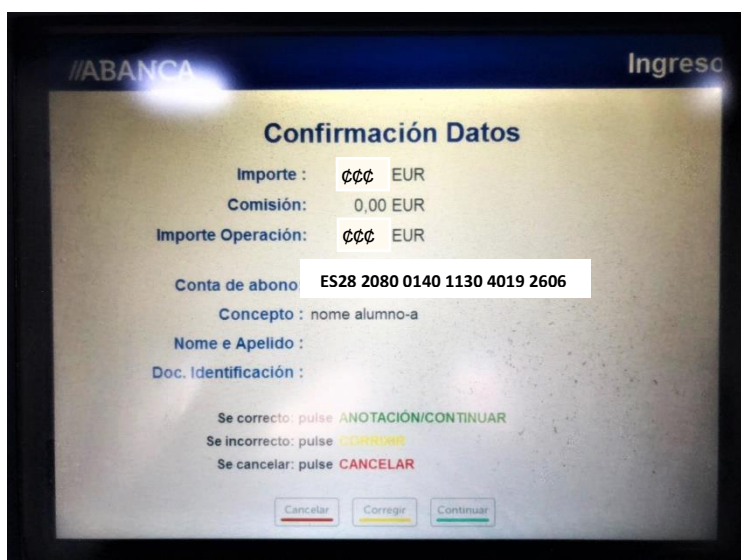 //ABANCA
Ingreso
Confirmación Datos
Importe : ₡₡₡ EUR
Comisión: 0,00 EUR
Importe Operación: ₡₡₡ EUR
Conta de abono ES28 2080 0140 1130 4019 2606
Concepto : nome alumno-a
Nome e Apelido :
Doc. Identificación :
Se correcto: pulse ANOTACIÓN/CONTINUAR
Se incorrecto: pulse CORREXIR
Se cancelar: pulse CANCELAR
Cancelar Corregir Continuar